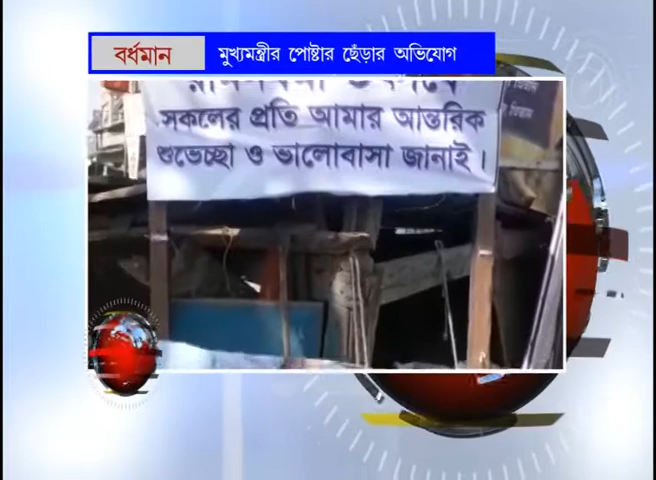 বর্ধমান মুখ্যমন্ত্রীর পোষ্টার ছেঁড়ার অভিযোগ
সকলের প্রতি আমার আন্তরিক
শুভেচ্ছা ও ভালোবাসা জানাই।